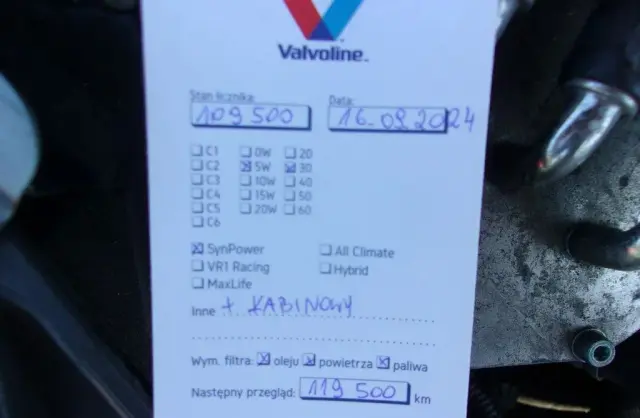 Valvoline™
Stan licznika: Data:
109 500 16.09.2024
☐ C1 ☐ 0W ☐ 20
☐ C2 ☒ 5W ☒ 30
☐ C3 ☐ 10W ☐ 40
☐ C4 ☐ 15W ☐ 50
☐ C5 ☐ 20W ☐ 60
☐ C6
☒ SynPower ☐ All Climate
☐ VR1 Racing ☐ Hybrid
☐ MaxLife
Inne + KABINOWY
Wym. filtra: ☒ oleju ☒ powietrza ☒ paliwa
Następny przegląd: 119 500 km